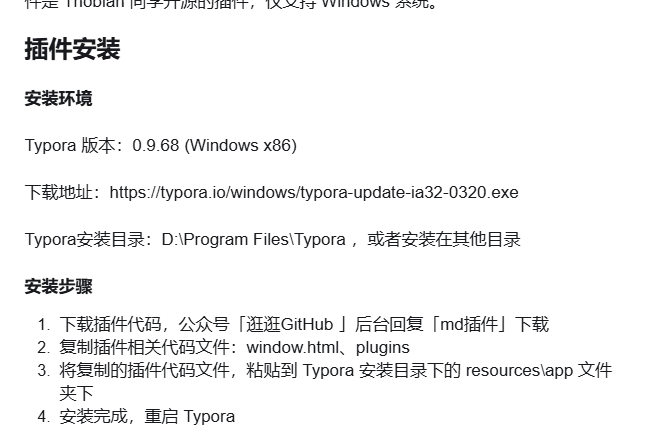 件是 Thobian 同学开源的插件，仅支持 Windows 系统。
插件安装
安装环境
Typora 版本：0.9.68 (Windows x86)
下载地址：https://typora.io/windows/typora-update-ia32-0320.exe
Typora安装目录：D:\Program Files\Typora ，或者安装在其他目录
安装步骤
1. 下载插件代码，公众号「逛逛GitHub 」后台回复「md插件」下载
2. 复制插件相关代码文件：window.html、plugins
3. 将复制的插件代码文件，粘贴到 Typora 安装目录下的 resources\app 文件
夹下
4. 安装完成，重启 Typora